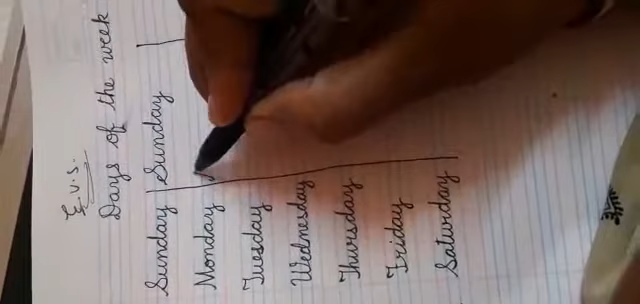 E.V.S.
Days of the week
Sunday Sunday
Monday
Tuesday
Wednesday
Thursday
Friday
Saturday